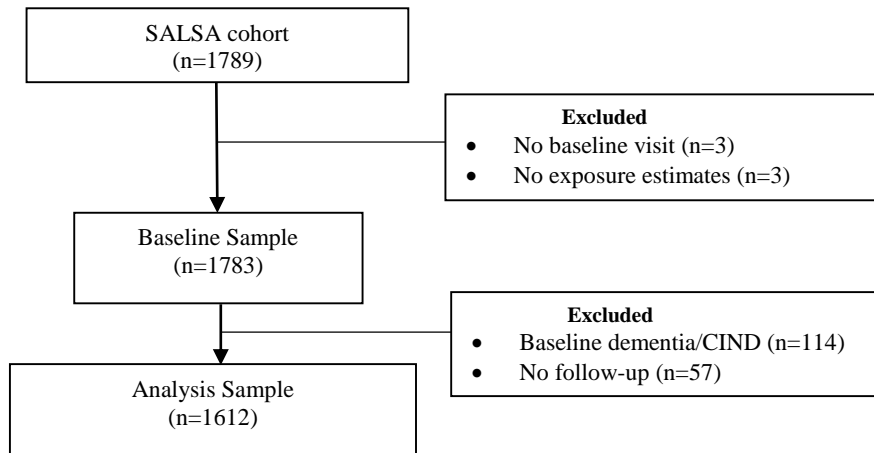 SALSA cohort
(n=1789)
Excluded
• No baseline visit (n=3)
• No exposure estimates (n=3)
Baseline Sample
(n=1783)
Excluded
• Baseline dementia/CIND (n=114)
• No follow-up (n=57)
Analysis Sample
(n=1612)